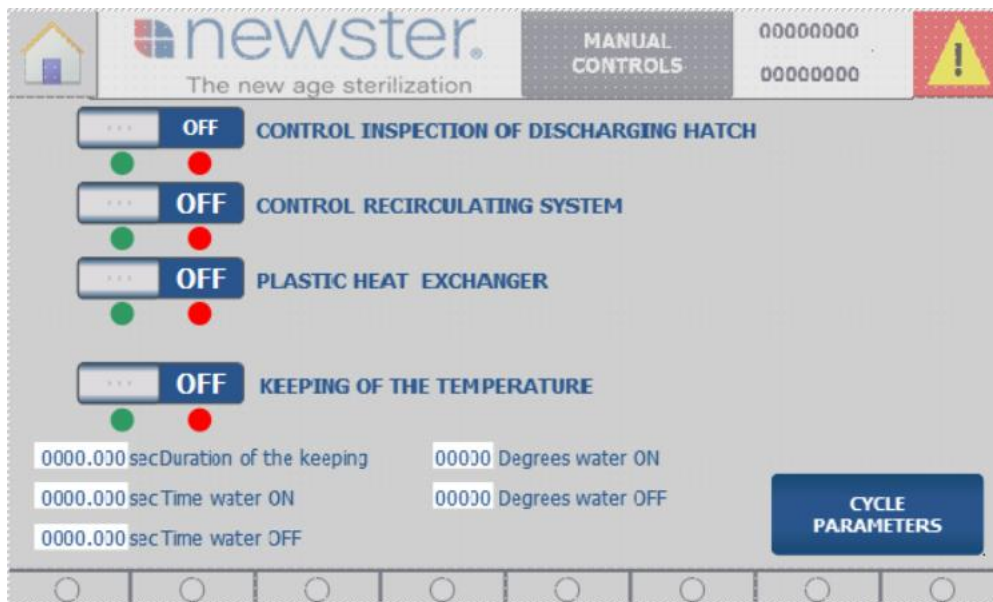 newster®
The new age sterilization
MANUAL
CONTROLS
00000000
00000000
!
OFF CONTROL INSPECTION OF DISCHARGING HATCH
OFF CONTROL RECIRCULATING SYSTEM
OFF PLASTIC HEAT EXCHANGER
OFF KEEPING OF THE TEMPERATURE
0000.000 sec Duration of the keeping 00000 Degrees water ON
0000.000 sec Time water ON 00000 Degrees water OFF
0000.000 sec Time water OFF
CYCLE
PARAMETERS